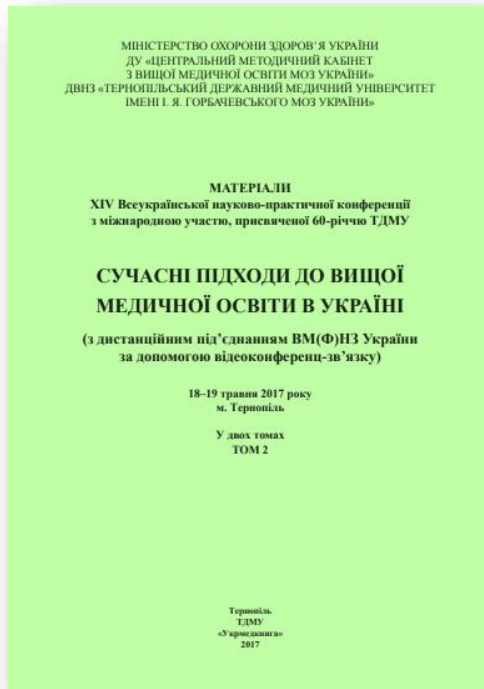 МІНІСТЕРСТВО ОХОРОНИ ЗДОРОВ'Я УКРАЇНИ
ДУ «ЦЕНТРАЛЬНИЙ МЕТОДИЧНИЙ КАБІНЕТ
З ВИЩОЇ МЕДИЧНОЇ ОСВІТИ МОЗ УКРАЇНИ»
ДВНЗ «ТЕРНОПІЛЬСЬКИЙ ДЕРЖАВНИЙ МЕДИЧНИЙ УНІВЕРСИТЕТ
ІМЕНІ І. Я. ГОРБАЧЕВСЬКОГО МОЗ УКРАЇНИ»
МАТЕРІАЛИ
XIV Всеукраїнської науково-практичної конференції
з міжнародною участю, присвяченої 60-річчю ТДМУ
СУЧАСНІ ПІДХОДИ ДО ВИЩОЇ
МЕДИЧНОЇ ОСВІТИ В УКРАЇНІ
(з дистанційним під'єднанням ВМ(Ф)НЗ України
за допомогою відеоконференц-зв'язку)
18–19 травня 2017 року
м. Тернопіль
У двох томах
ТОМ 2
Тернопіль
ТДМУ
«Укрмедкнига»
2017